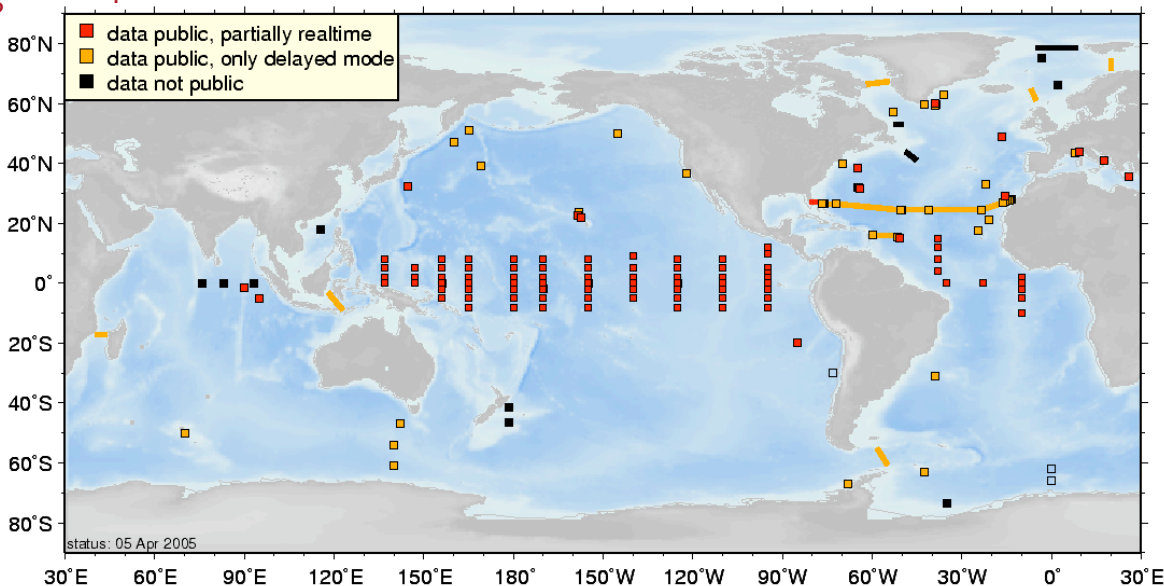 data public, partially realtime
data public, only delayed mode
data not public
80°N
60°N
40°N
20°N
0°
20°S
40°S
60°S
80°S
status: 05 Apr 2005
30°E 60°E 90°E 120°E 150°E 180° 150°W 120°W 90°W 60°W 30°W 0° 30°E